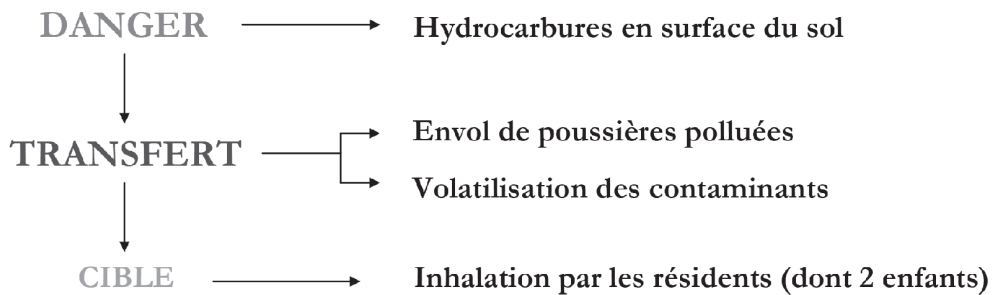 DANGER
Hydrocarbures en surface du sol
TRANSFERT
Envol de poussières polluées
Volatilisation des contaminants
CIBLE
Inhalation par les résidents (dont 2 enfants)